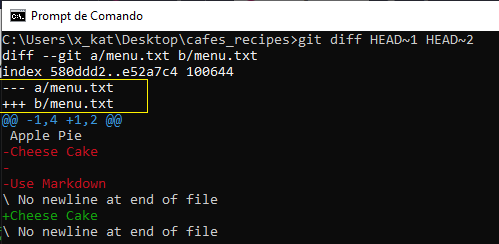 Prompt de Comando
C:\Users\x_kat\Desktop\cafes_recipes>git diff HEAD~1 HEAD~2
diff --git a/menu.txt b/menu.txt
index 580ddd2..e52a7c4 100644
--- a/menu.txt
+++ b/menu.txt
@@ -1,4 +1,2 @@
 Apple Pie
-Cheese Cake
-
-Use Markdown
\ No newline at end of file
+Cheese Cake
\ No newline at end of file